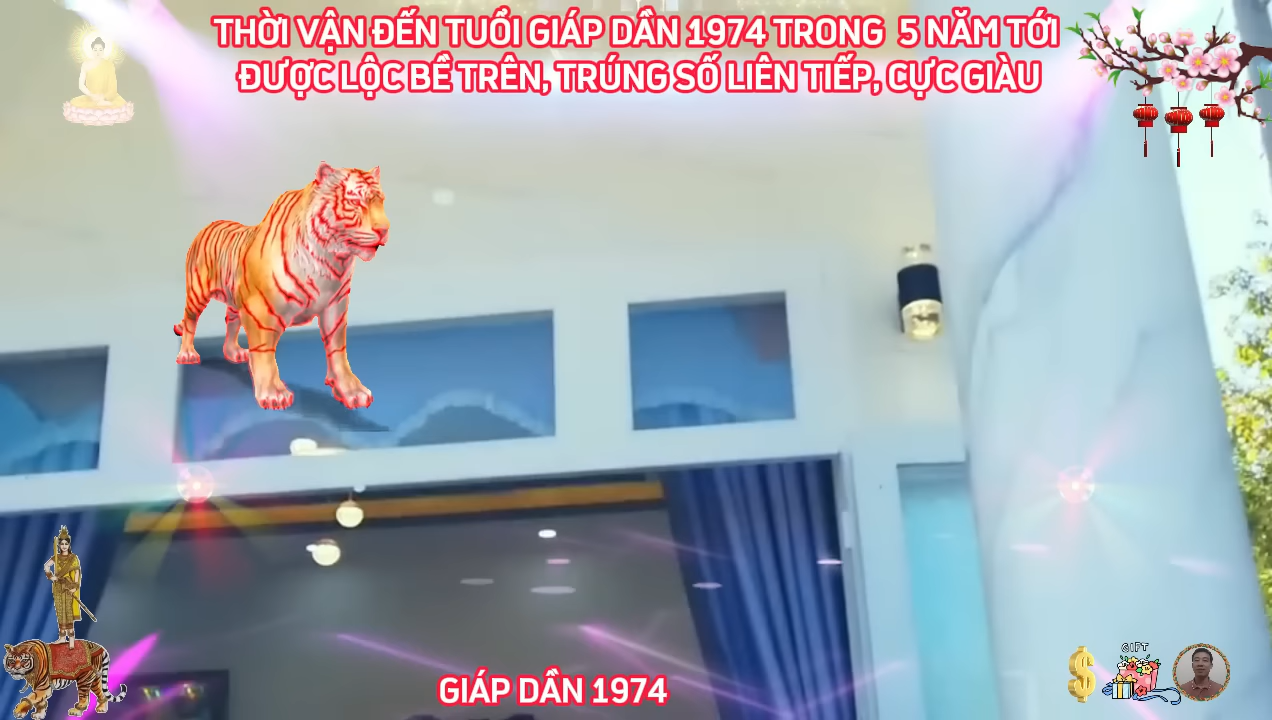 THỜI VẬN ĐẾN TUỔI GIÁP DẦN 1974 TRONG 5 NĂM TỚI
ĐƯỢC LỘC BỀ TRÊN, TRÚNG SỐ LIÊN TIẾP, CỰC GIÀU
GIFT
GIÁP DẦN 1974